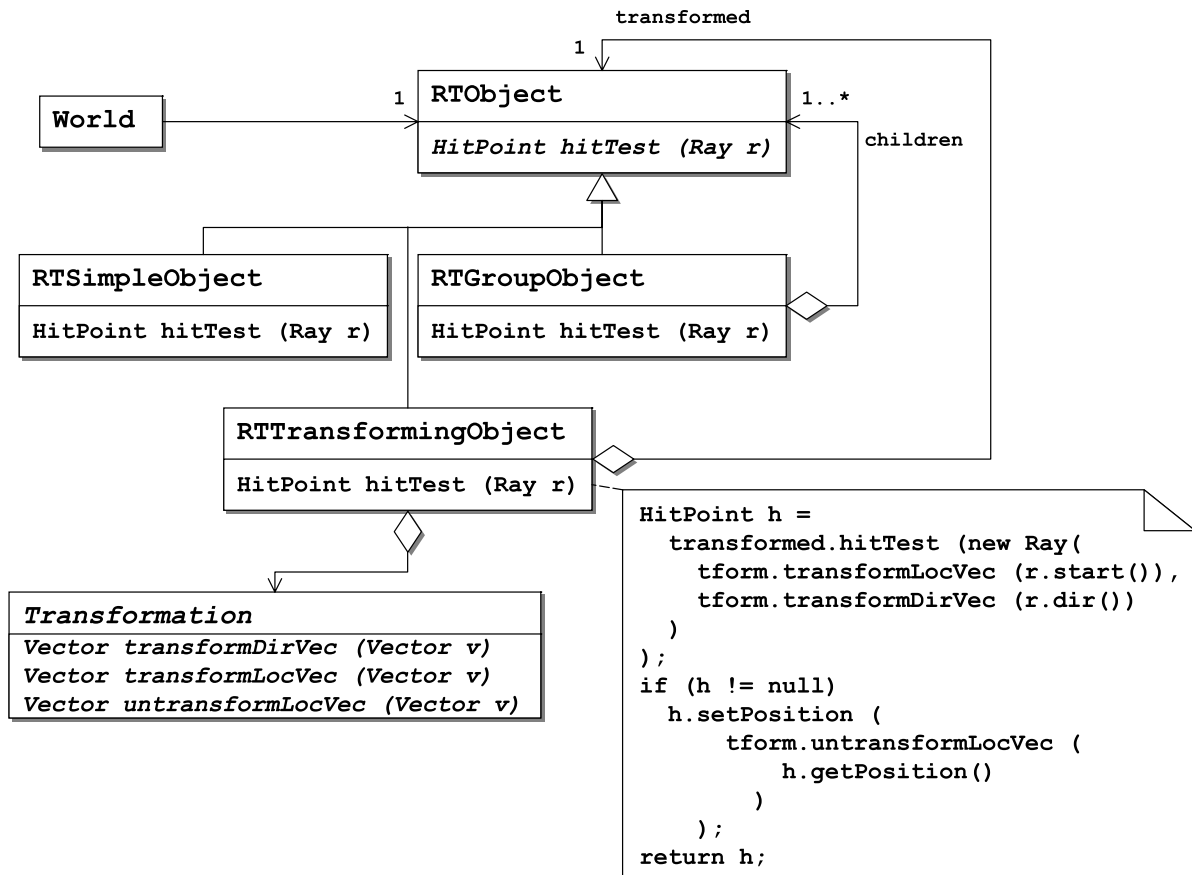 transformed
1
RTObject
1
1..*
World
HitPoint hitTest (Ray r)
children
RTSimpleObject
RTGroupObject
HitPoint hitTest (Ray r)
HitPoint hitTest (Ray r)
RTTransformingObject
HitPoint hitTest (Ray r)
HitPoint h =
transformed.hitTest (new Ray(
tform.transformLocVec (r.start()),
tform.transformDirVec (r.dir())
)
);
if (h != null)
h.setPosition (
tform.untransformLocVec (
h.getPosition()
)
);
return h;
Transformation
Vector transformDirVec (Vector v)
Vector transformLocVec (Vector v)
Vector untransformLocVec (Vector v)